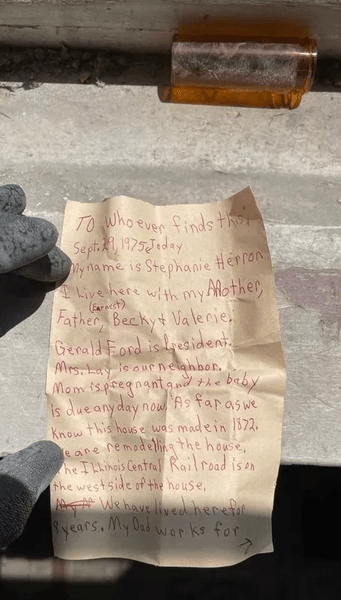 TO Whoever finds this,
Sept. 29, 1975 Today
My name is Stephanie Herron
I live here with my Mother,
(Earnest)
Father, Becky & Valerie.
Gerald Ford is President.
Mrs. Lay is our neighbor.
Mom is pregnant and the baby
is due any day now. As far as we
know this house was made in 1872.
We are remodelling the house.
The Illinois Central Railroad is on
the west side of the house.
We have lived here for
years. My Dad works for
→